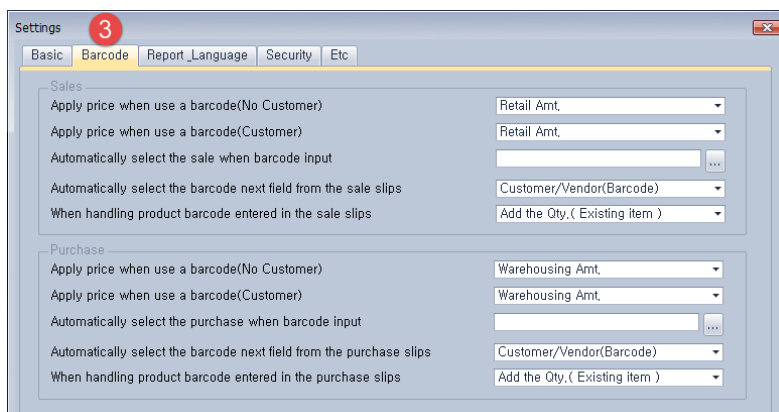 Settings
3
Basic Barcode Report_Language Security Etc
Sales
Apply price when use a barcode(No Customer) Retail Amt.
Apply price when use a barcode(Customer) Retail Amt.
Automatically select the sale when barcode input ...
Automatically select the barcode next field from the sale slips Customer/Vendor(Barcode)
When handling product barcode entered in the sale slips Add the Qty.( Existing item )
Purchase
Apply price when use a barcode(No Customer) Warehousing Amt.
Apply price when use a barcode(Customer) Warehousing Amt.
Automatically select the purchase when barcode input ...
Automatically select the barcode next field from the purchase slips Customer/Vendor(Barcode)
When handling product barcode entered in the purchase slips Add the Qty.( Existing item )